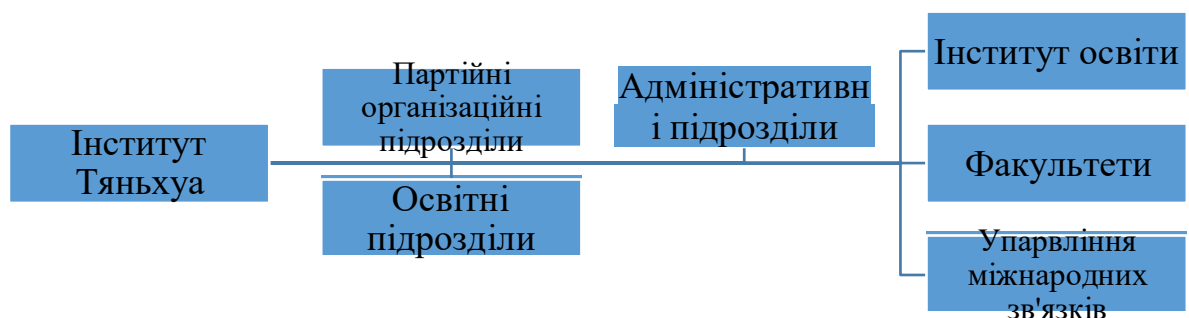 Інститут
Тяньхуа
Партійні
організаційні
підрозділи
Освітні
підрозділи
Адміністративн
і підрозділи
Інститут освіти
Факультети
Упарвління
міжнародних
зв'язків